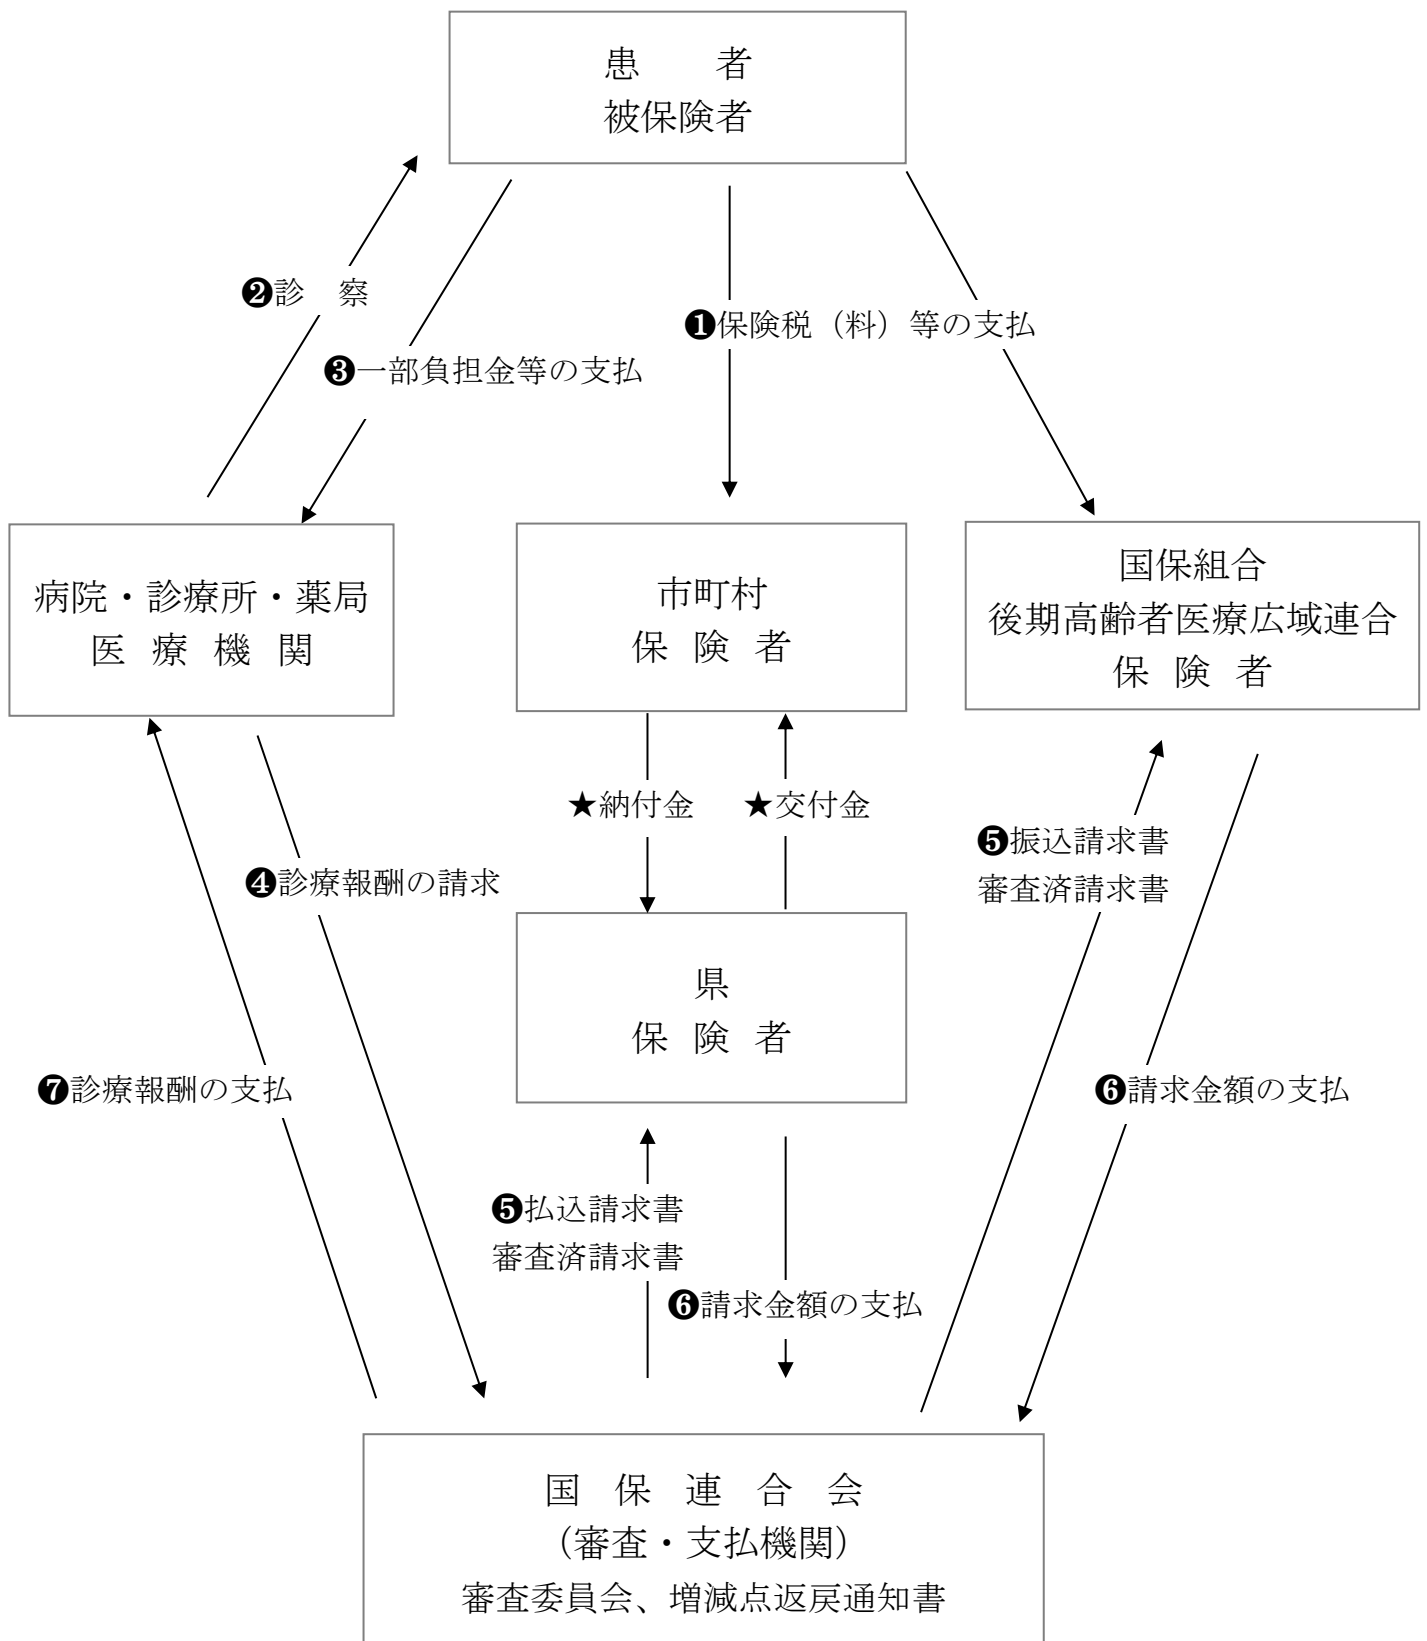 患　　者
被保険者
❷診　察
❶保険税（料）等の支払
❸一部負担金等の支払
病院・診療所・薬局
医 療 機 関
市町村
保 険 者
国保組合
後期高齢者医療広域連合
保 険 者
★納付金
★交付金
❹診療報酬の請求
❺振込請求書
審査済請求書
県
保 険 者
❼診療報酬の支払
❻請求金額の支払
❺払込請求書
審査済請求書
❻請求金額の支払
国 保 連 合 会
（審査・支払機関）
審査委員会、増減点返戻通知書